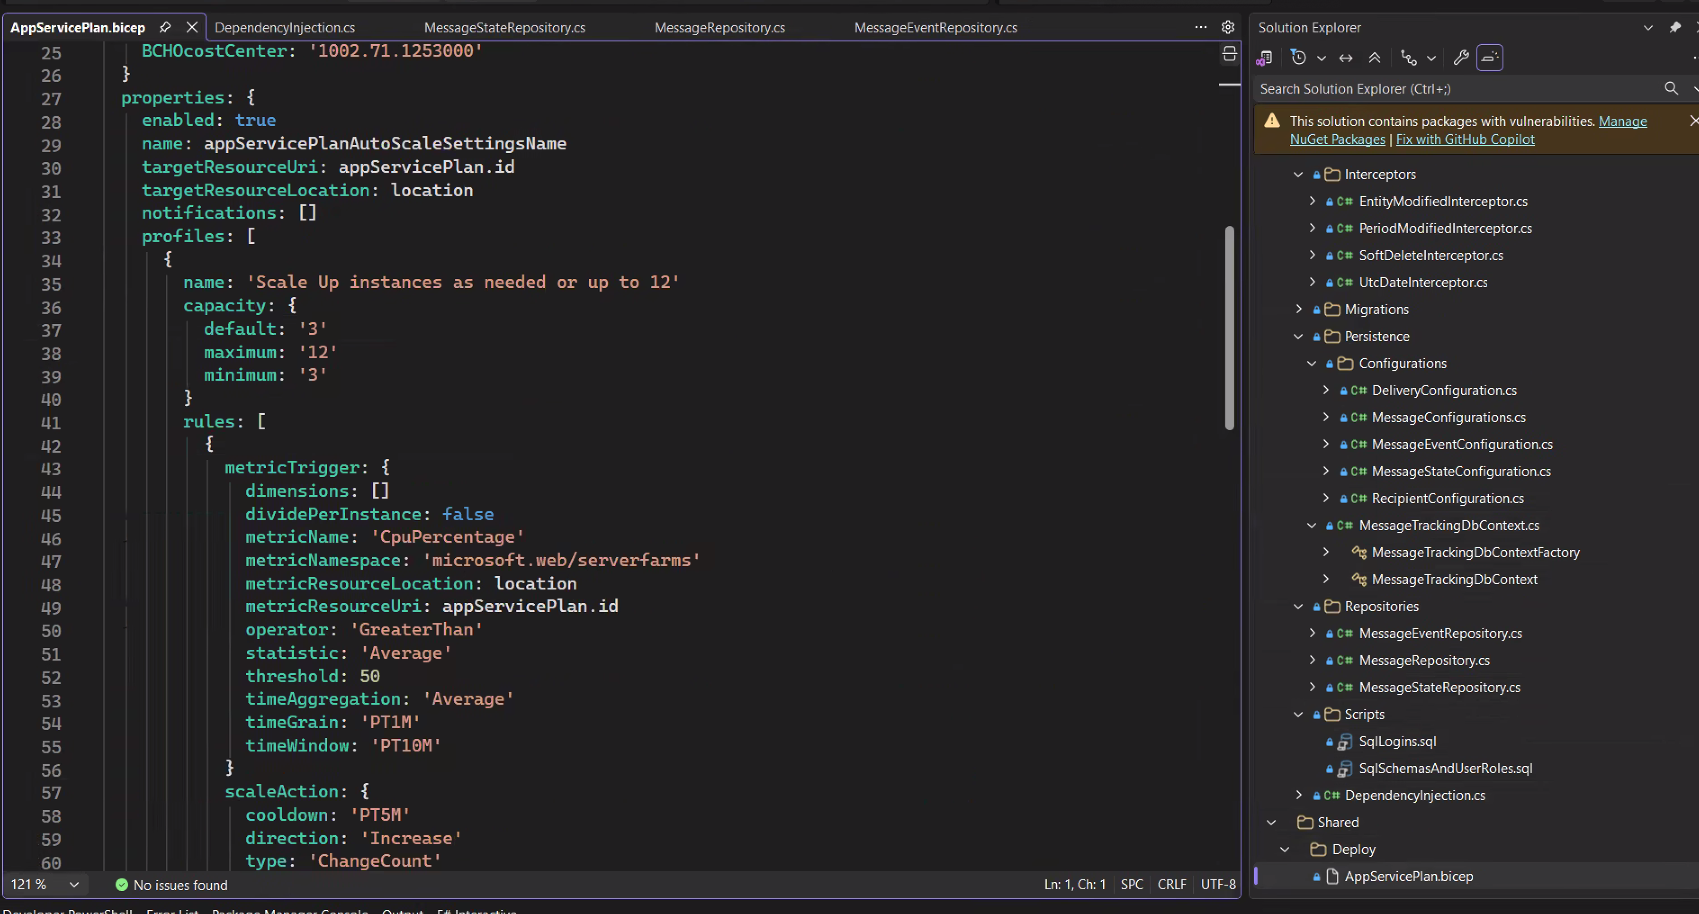 AppServicePlan.bicep
DependencyInjection.cs
MessageStateRepository.cs
MessageRepository.cs
MessageEventRepository.cs
25 BCHOcostCenter: '1002.71.1253000'
26 }
27 properties: {
28 enabled: true
29 name: appServicePlanAutoScaleSettingsName
30 targetResourceUri: appServicePlan.id
31 targetResourceLocation: location
32 notifications: []
33 profiles: [
34 {
35 name: 'Scale Up instances as needed or up to 12'
36 capacity: {
37 default: '3'
38 maximum: '12'
39 minimum: '3'
40 }
41 rules: [
42 {
43 metricTrigger: {
44 dimensions: []
45 dividePerInstance: false
46 metricName: 'CpuPercentage'
47 metricNamespace: 'microsoft.web/serverfarms'
48 metricResourceLocation: location
49 metricResourceUri: appServicePlan.id
50 operator: 'GreaterThan'
51 statistic: 'Average'
52 threshold: 50
53 timeAggregation: 'Average'
54 timeGrain: 'PT1M'
55 timeWindow: 'PT10M'
56 }
57 scaleAction: {
58 cooldown: 'PT5M'
59 direction: 'Increase'
60 type: 'ChangeCount'
121 %
No issues found
Ln: 1, Ch: 1
SPC
CRLF
UTF-8
Developer PowerShell Error List Package Manager Console Output F# Interactive
Solution Explorer
Search Solution Explorer (Ctrl+;)
This solution contains packages with vulnerabilities. Manage
NuGet Packages | Fix with GitHub Copilot
Interceptors
C# EntityModifiedInterceptor.cs
C# PeriodModifiedInterceptor.cs
C# SoftDeleteInterceptor.cs
C# UtcDateInterceptor.cs
Migrations
Persistence
Configurations
C# DeliveryConfiguration.cs
C# MessageConfigurations.cs
C# MessageEventConfiguration.cs
C# MessageStateConfiguration.cs
C# RecipientConfiguration.cs
C# MessageTrackingDbContext.cs
MessageTrackingDbContextFactory
MessageTrackingDbContext
Repositories
C# MessageEventRepository.cs
C# MessageRepository.cs
C# MessageStateRepository.cs
Scripts
SqlLogins.sql
SqlSchemasAndUserRoles.sql
C# DependencyInjection.cs
Shared
Deploy
AppServicePlan.bicep